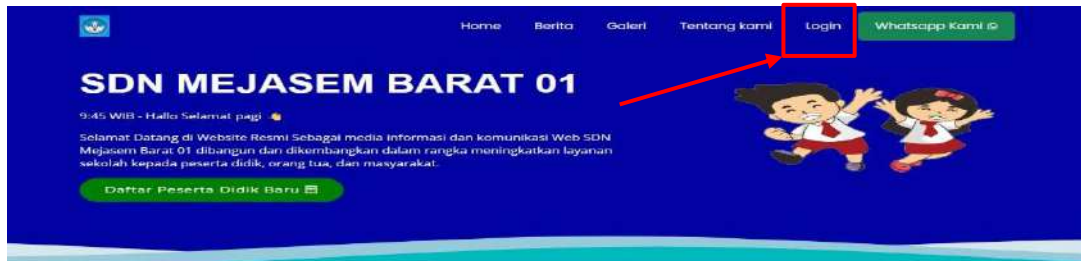 Home Berita Galeri Tentang kami Login Whatsapp Kami
SDN MEJASEM BARAT 01
9:45 WIB - Hallo Selamat pagi
Selamat Datang di Website Resmi Sebagai media informasi dan komunikasi Web SDN
Mejasem Barat 01 dibangun dan dikembangkan dalam rangka meningkatkan layanan
sekolah kepada peserta didik, orang tua, dan masyarakat.
Daftar Peserta Didik Baru